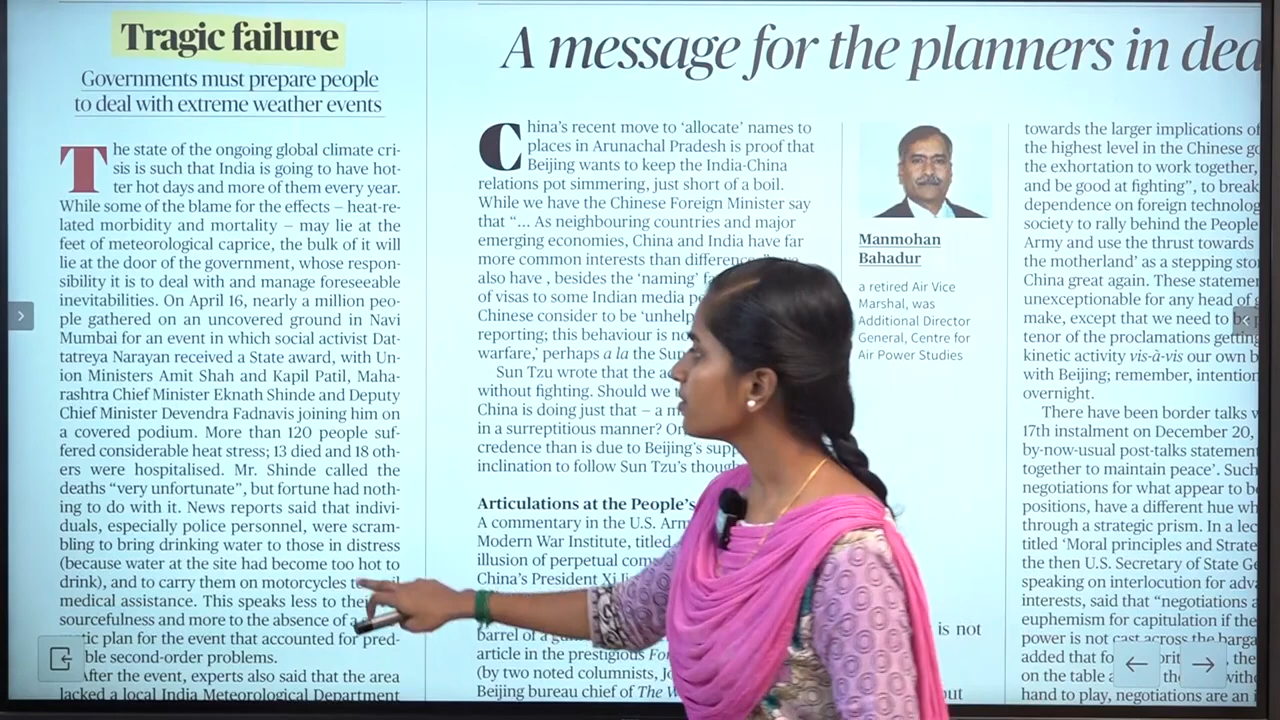 Tragic failure
Governments must prepare people
to deal with extreme weather events
The state of the ongoing global climate cri-
sis is such that India is going to have hot-
ter hot days and more of them every year.
While some of the blame for the effects – heat-re-
lated morbidity and mortality – may lie at the
feet of meteorological caprice, the bulk of it will
lie at the door of the government, whose respon-
sibility it is to deal with and manage foreseeable
inevitabilities. On April 16, nearly a million peo-
ple gathered on an uncovered ground in Navi
Mumbai for an event in which social activist Dat-
tatreya Narayan received a State award, with Un-
ion Ministers Amit Shah and Kapil Patil, Maha-
rashtra Chief Minister Eknath Shinde and Deputy
Chief Minister Devendra Fadnavis joining him on
a covered podium. More than 120 people suf-
fered considerable heat stress; 13 died and 18 oth-
ers were hospitalised. Mr. Shinde called the
deaths “very unfortunate”, but fortune had noth-
ing to do with it. News reports said that indivi-
duals, especially police personnel, were scram-
bling to bring drinking water to those in distress
(because water at the site had become too hot to
drink), and to carry them on motorcycles
medical assistance. This speaks less to
sourcefulness and more to the absence of
plan for the event that accounted for pred-
ble second-order problems.
After the event, experts also said that the area
lacked a local India Meteorological Department
A message for the planners in
China’s recent move to ‘allocate’ names to
places in Arunachal Pradesh is proof that
Beijing wants to keep the India-China
relations pot simmering, just short of a boil.
While we have the Chinese Foreign Minister say
that “... As neighbouring countries and major
emerging economies, China and India have far
more common interests than
also have , besides the ‘naming’
of visas to some Indian media
Chinese consider to be
reporting; this behaviour is
warfare,’ perhaps a la the
Sun Tzu wrote that the
without fighting. Should we
China is doing just that – a
in a surreptitious manner?
credence than is due to Beijing’s
inclination to follow Sun Tzu’s
Articulations at the People’s
A commentary in the U.S.
Modern War Institute, titled
illusion of perpetual
China’s President Xi
barrel of a
article in the prestigious
(by two noted columnists,
Beijing bureau chief of The
is not
Manmohan
Bahadur
a retired Air Vice
Marshal, was
Additional Director
General, Centre for
Air Power Studies
towards the larger implications of
the highest level in the Chinese
the exhortation to work together,
and be good at fighting”, to break
dependence on foreign
society to rally behind the People
Army and use the thrust towards
the motherland’ as a stepping
China great again. These
unexceptionable for any head of
make, except that we need to
tenor of the proclamations
kinetic activity vis-à-vis our own
with Beijing; remember,
overnight.
There have been border talks
17th instalment on December 20,
by-now-usual post-talks statement
together to maintain peace’. Such
negotiations for what appear to
positions, have a different hue
through a strategic prism. In a
titled ‘Moral principles and
the then U.S. Secretary of State
speaking on interlocution for
interests, said that “negotiations
euphemism for capitulation if the
power is not cast across the
added that
on the table
hand to play, negotiations are